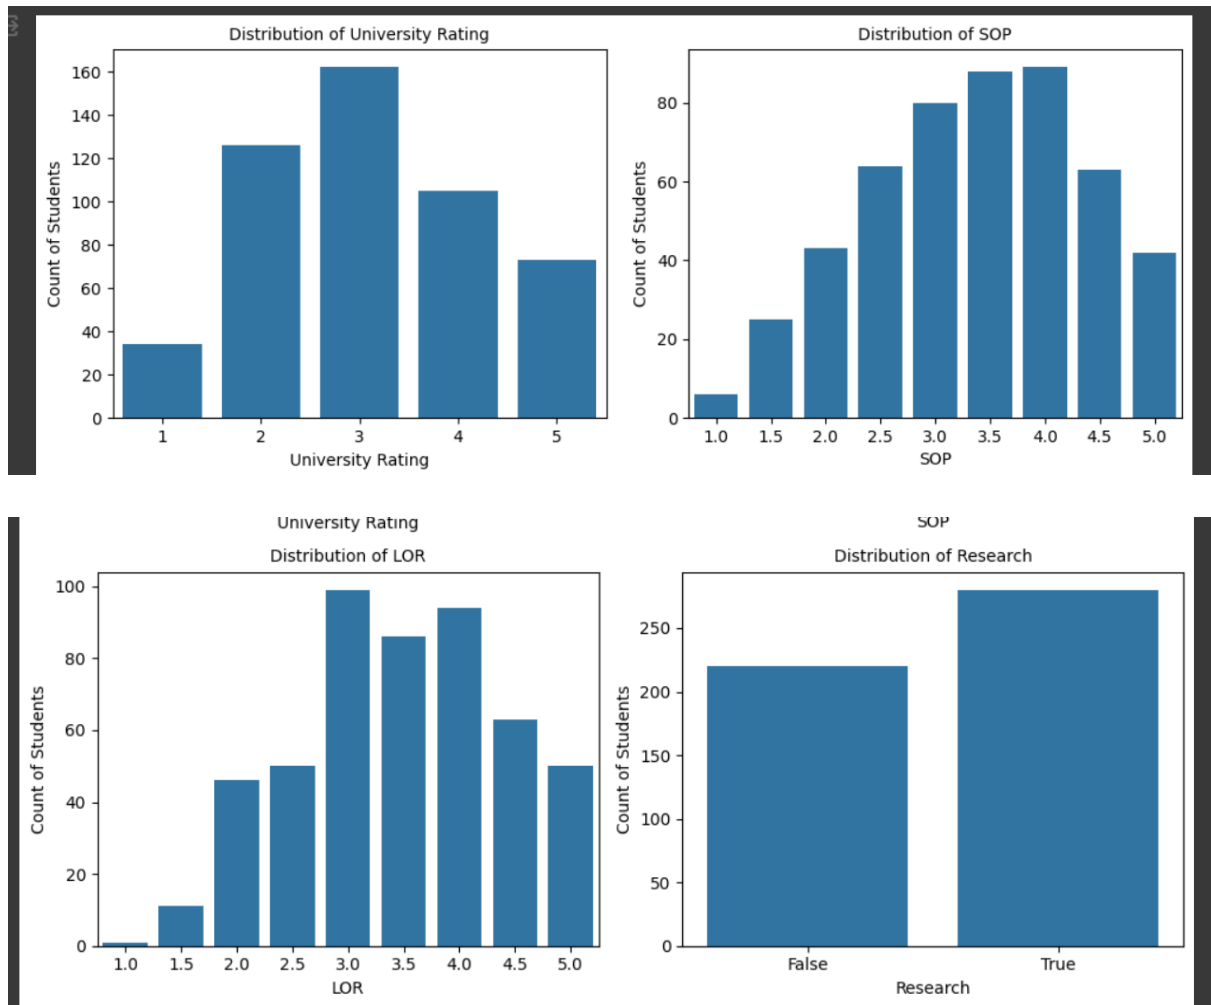 Distribution of University Rating
Count of Students
160
140
120
100
80
60
40
20
0
1 2 3 4 5
University Rating
Distribution of SOP
Count of Students
80
60
40
20
0
1.0 1.5 2.0 2.5 3.0 3.5 4.0 4.5 5.0
SOP
University Rating
SOP
Distribution of LOR
Count of Students
100
80
60
40
20
0
1.0 1.5 2.0 2.5 3.0 3.5 4.0 4.5 5.0
LOR
Distribution of Research
Count of Students
250
200
150
100
50
0
False True
Research